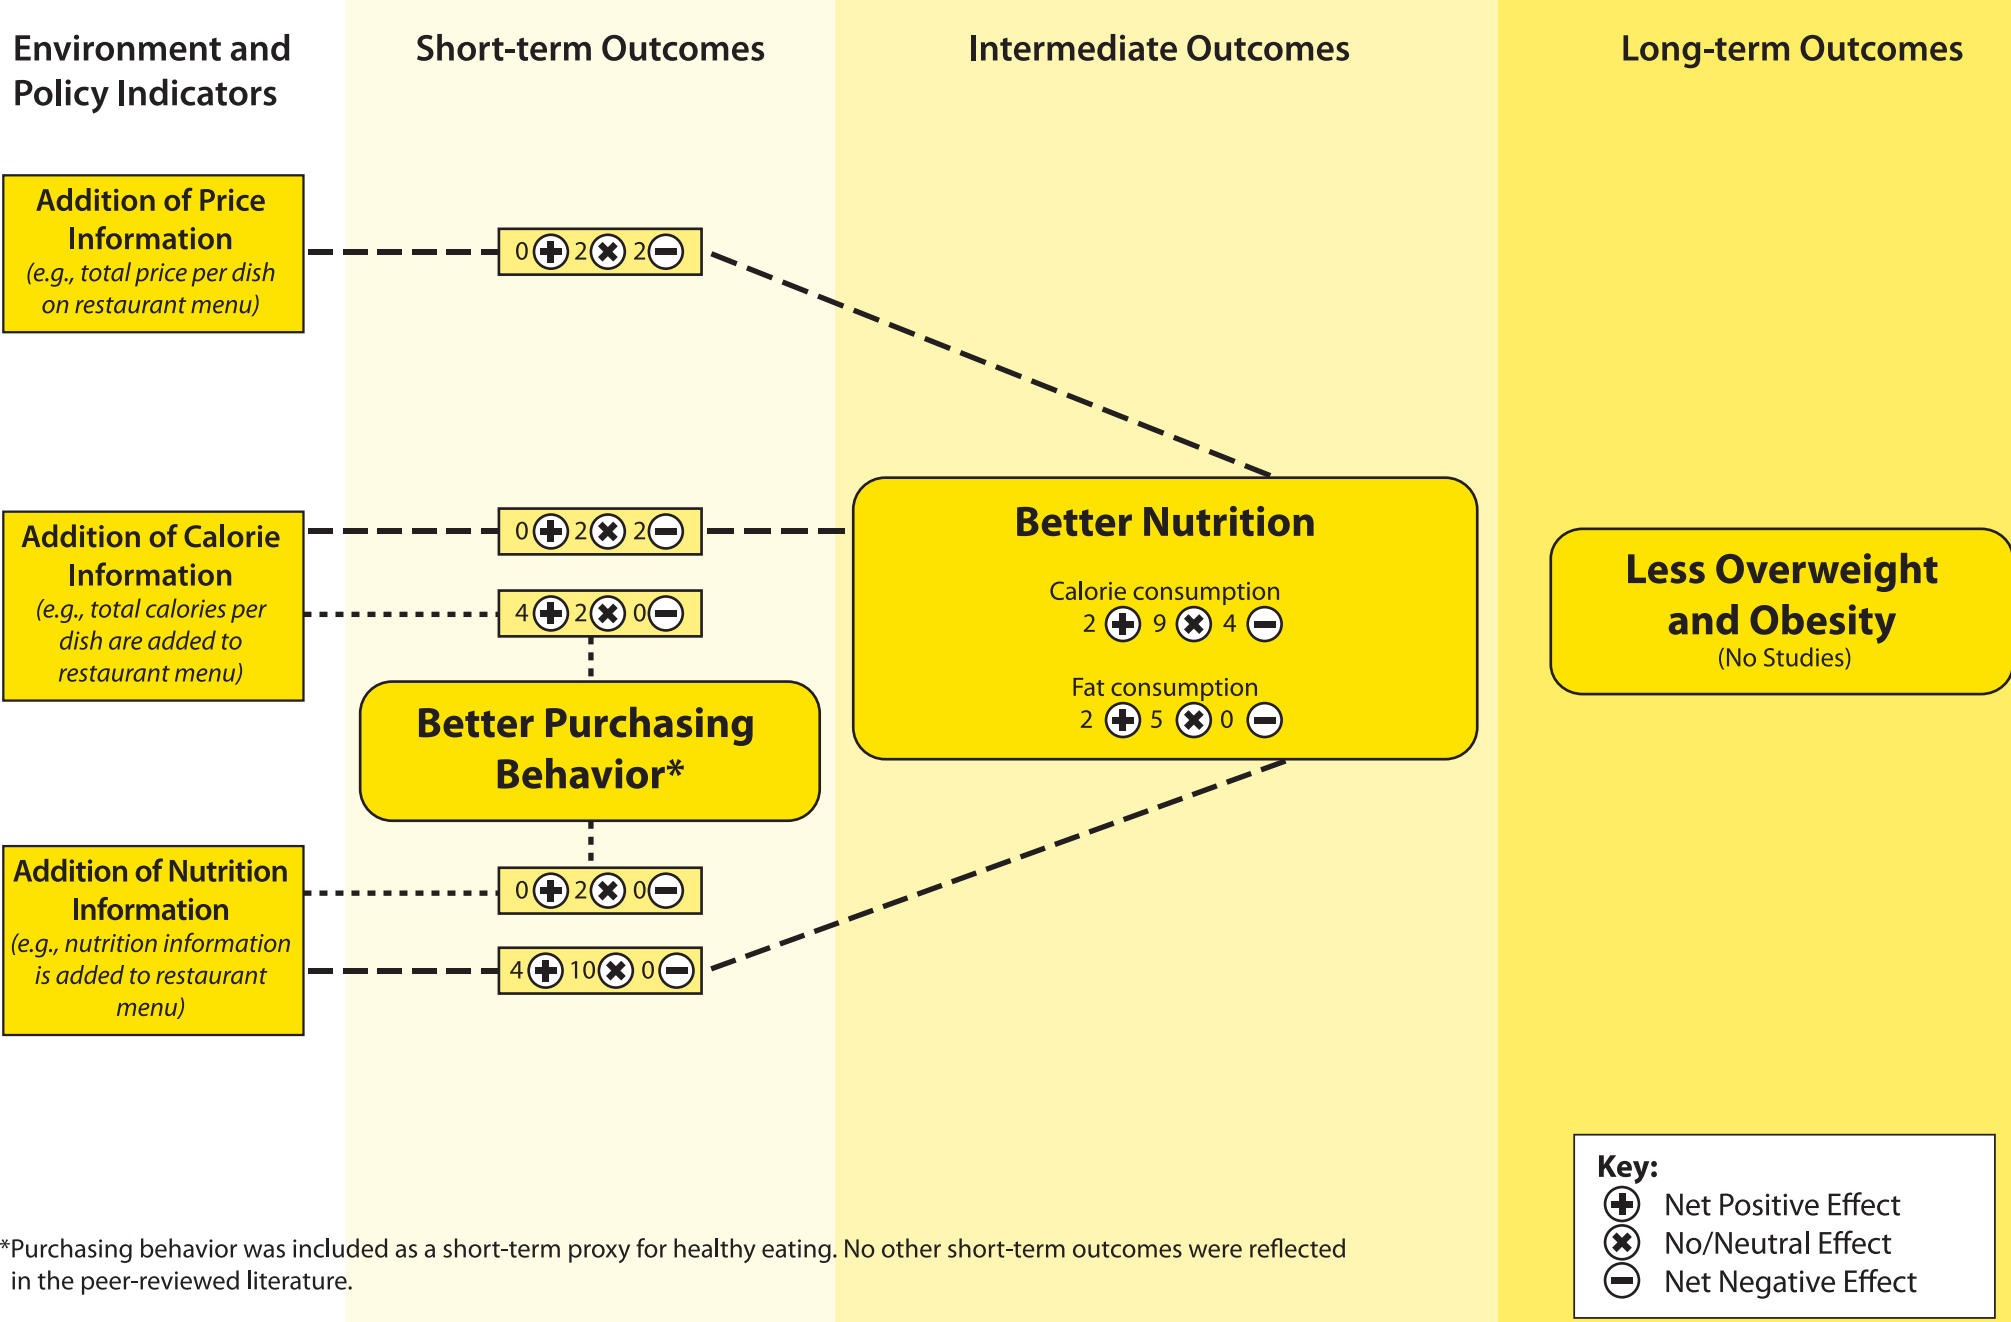 Environment and
Policy Indicators
Short-term Outcomes
Intermediate Outcomes
Long-term Outcomes
Addition of Price
Information
(e.g., total price per dish
on restaurant menu)
0 + 2 × 2 −
Addition of Calorie
Information
(e.g., total calories per
dish are added to
restaurant menu)
0 + 2 × 2 −
4 + 2 × 0 −
Better Purchasing
Behavior*
Addition of Nutrition
Information
(e.g., nutrition information
is added to restaurant
menu)
0 + 2 × 0 −
4 + 10 × 0 −
Better Nutrition
Calorie consumption
2 + 9 × 4 −
Fat consumption
2 + 5 × 0 −
Less Overweight
and Obesity
(No Studies)
Key:
+ Net Positive Effect
× No/Neutral Effect
− Net Negative Effect
*Purchasing behavior was included as a short-term proxy for healthy eating. No other short-term outcomes were reflected
in the peer-reviewed literature.